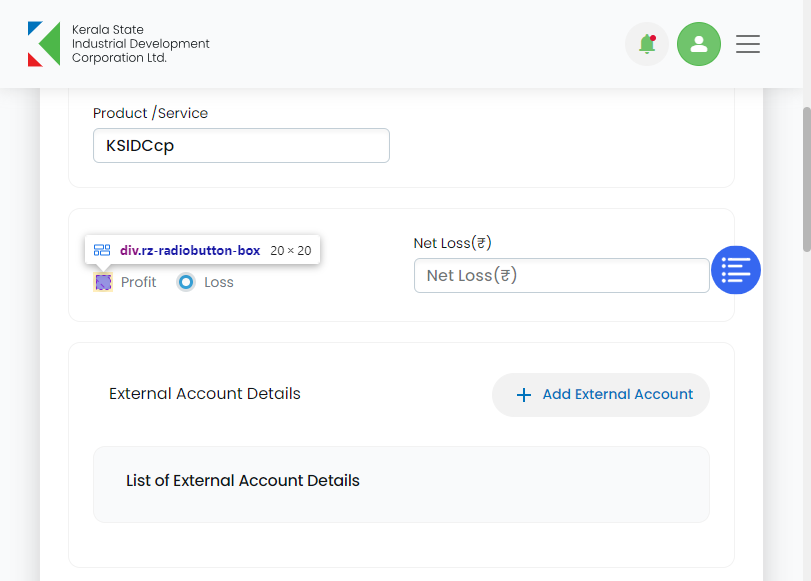 Kerala State
Industrial Development
Corporation Ltd.
Product /Service
KSIDCcp
div.rz-radiobutton-box 20 × 20
Profit Loss
Net Loss(₹)
Net Loss(₹)
External Account Details
Add External Account
List of External Account Details